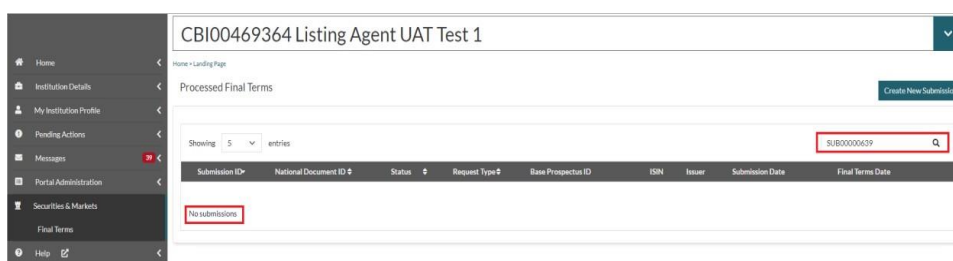 CBI00469364 Listing Agent UAT Test 1
Home
Institution Details
My Institution Profile
Pending Actions
Messages 39
Portal Administration
Securities & Markets
Final Terms
Help
Home • Landing Page
Processed Final Terms
Create New Submissio
Showing 5 entries
SUB00000639
Submission ID National Document ID Status Request Type Base Prospectus ID ISIN Issuer Submission Date Final Terms Date
No submissions